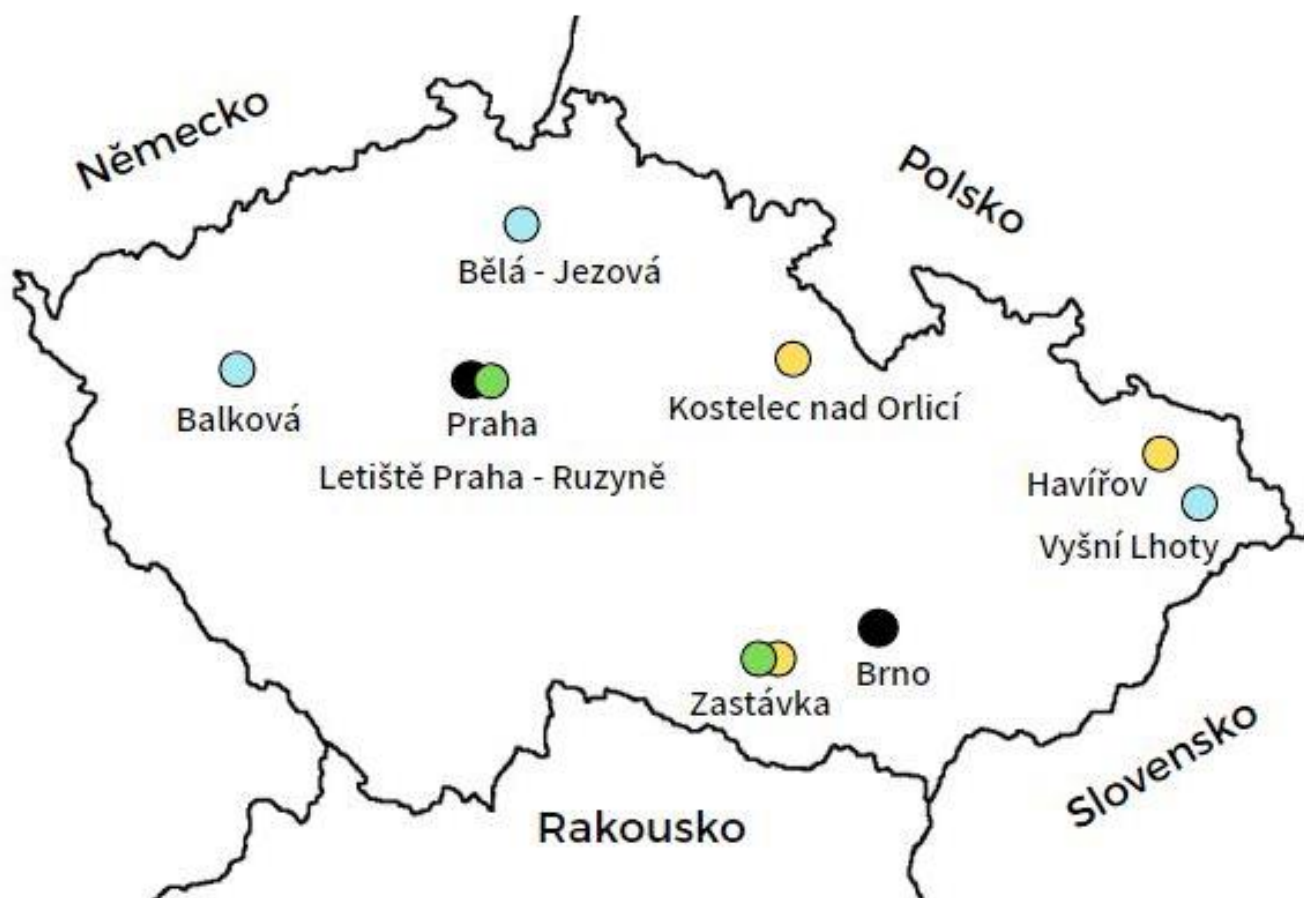 Německo
Polsko
Bělá - Jezová
Balková
Praha
Letiště Praha - Ruzyně
Kostelec nad Orlicí
Havířov
Vyšní Lhoty
Zastávka
Brno
Rakousko
Slovensko